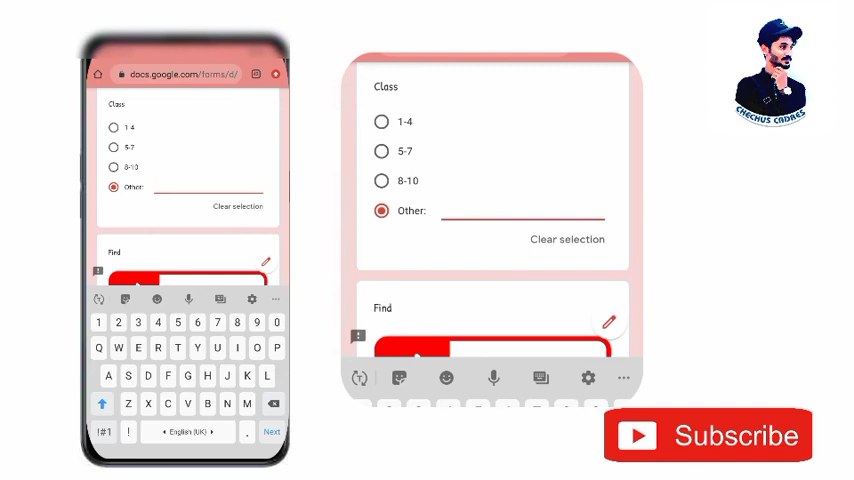 docs.google.com/forms/d/
Class
1-4
5-7
8-10
Other:
Clear selection
Find
1 2 3 4 5 6 7 8 9 0
Q W E R T Y U I O P
A S D F G H J K L
Z X C V B N M
!#1 ! English (UK) . Next
Class
1-4
5-7
8-10
Other:
Clear selection
Find
CHECHUS CADRES
Subscribe